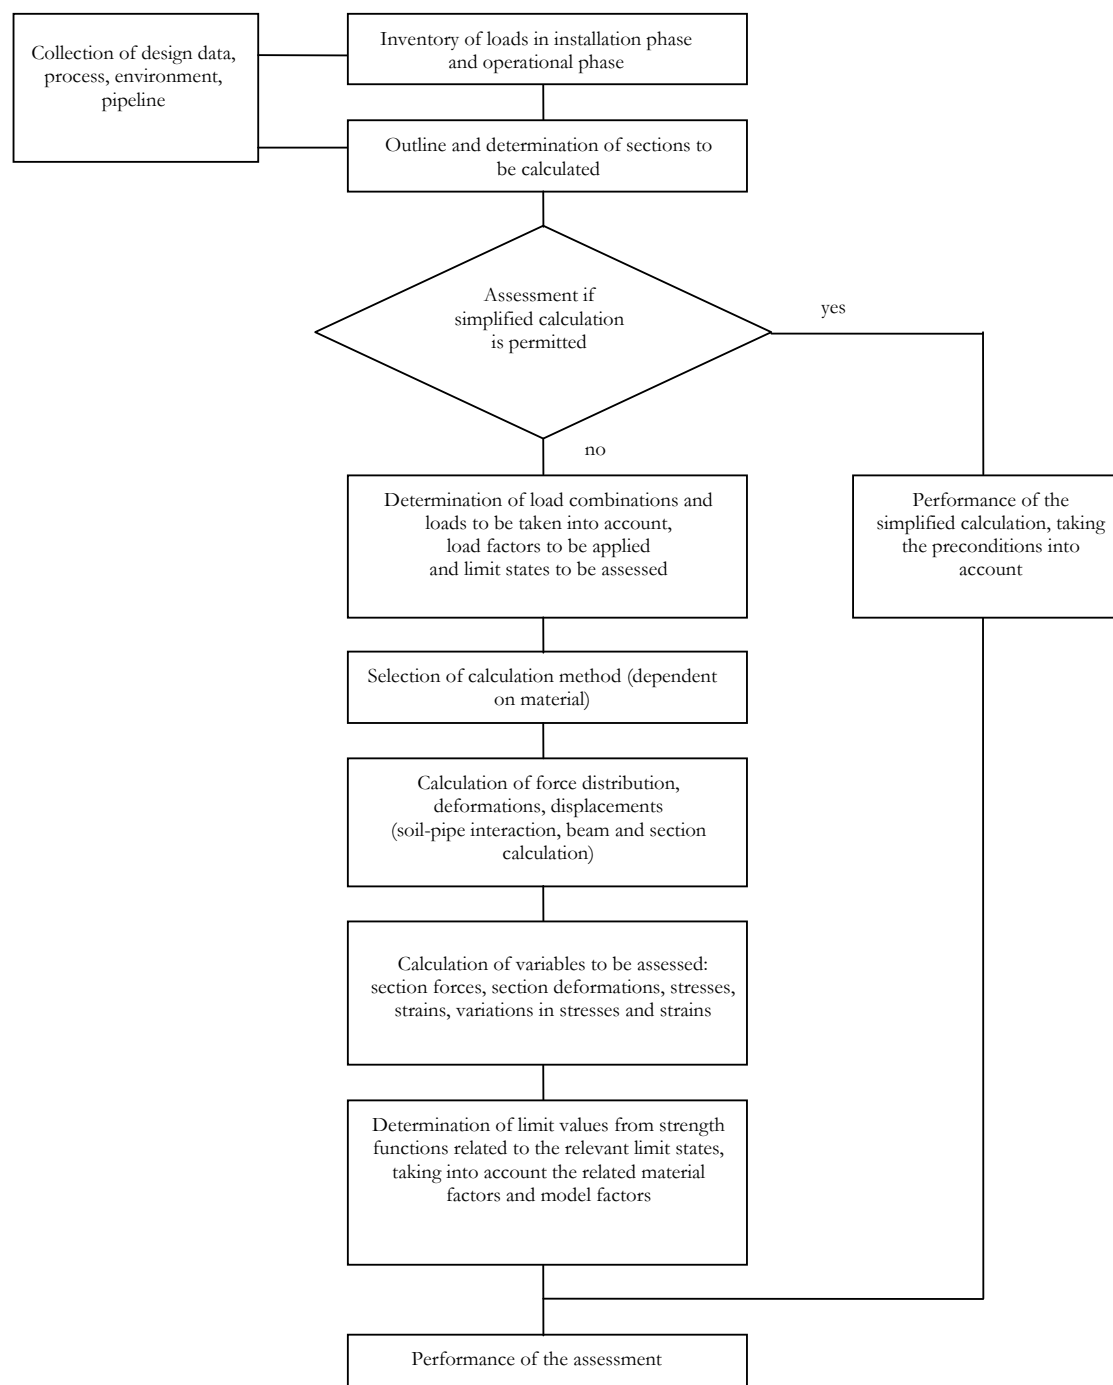 Collection of design data,
process, environment,
pipeline
Inventory of loads in installation phase
and operational phase
Outline and determination of sections to
be calculated
Assessment if
simplified calculation
is permitted
yes
no
Determination of load combinations and
loads to be taken into account,
load factors to be applied
and limit states to be assessed
Performance of the
simplified calculation, taking
the preconditions into
account
Selection of calculation method (dependent
on material)
Calculation of force distribution,
deformations, displacements
(soil-pipe interaction, beam and section
calculation)
Calculation of variables to be assessed:
section forces, section deformations, stresses,
strains, variations in stresses and strains
Determination of limit values from strength
functions related to the relevant limit states,
taking into account the related material
factors and model factors
Performance of the assessment